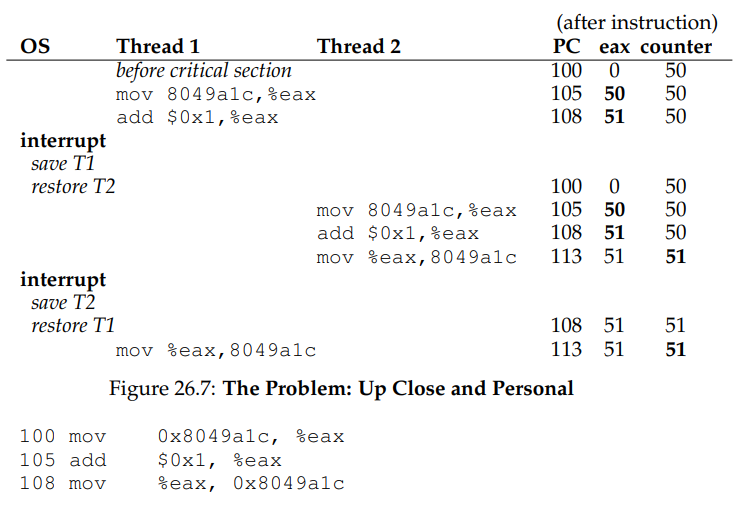 (after instruction)
OS Thread 1 Thread 2 PC eax counter
before critical section 100 0 50
mov 8049a1c,%eax 105 50 50
add $0x1,%eax 108 51 50
interrupt
save T1
restore T2 100 0 50
mov 8049a1c,%eax 105 50 50
add $0x1,%eax 108 51 50
mov %eax,8049a1c 113 51 51
interrupt
save T2
restore T1 108 51 51
mov %eax,8049a1c 113 51 51
Figure 26.7: The Problem: Up Close and Personal
100 mov 0x8049a1c, %eax
105 add $0x1, %eax
108 mov %eax, 0x8049a1c